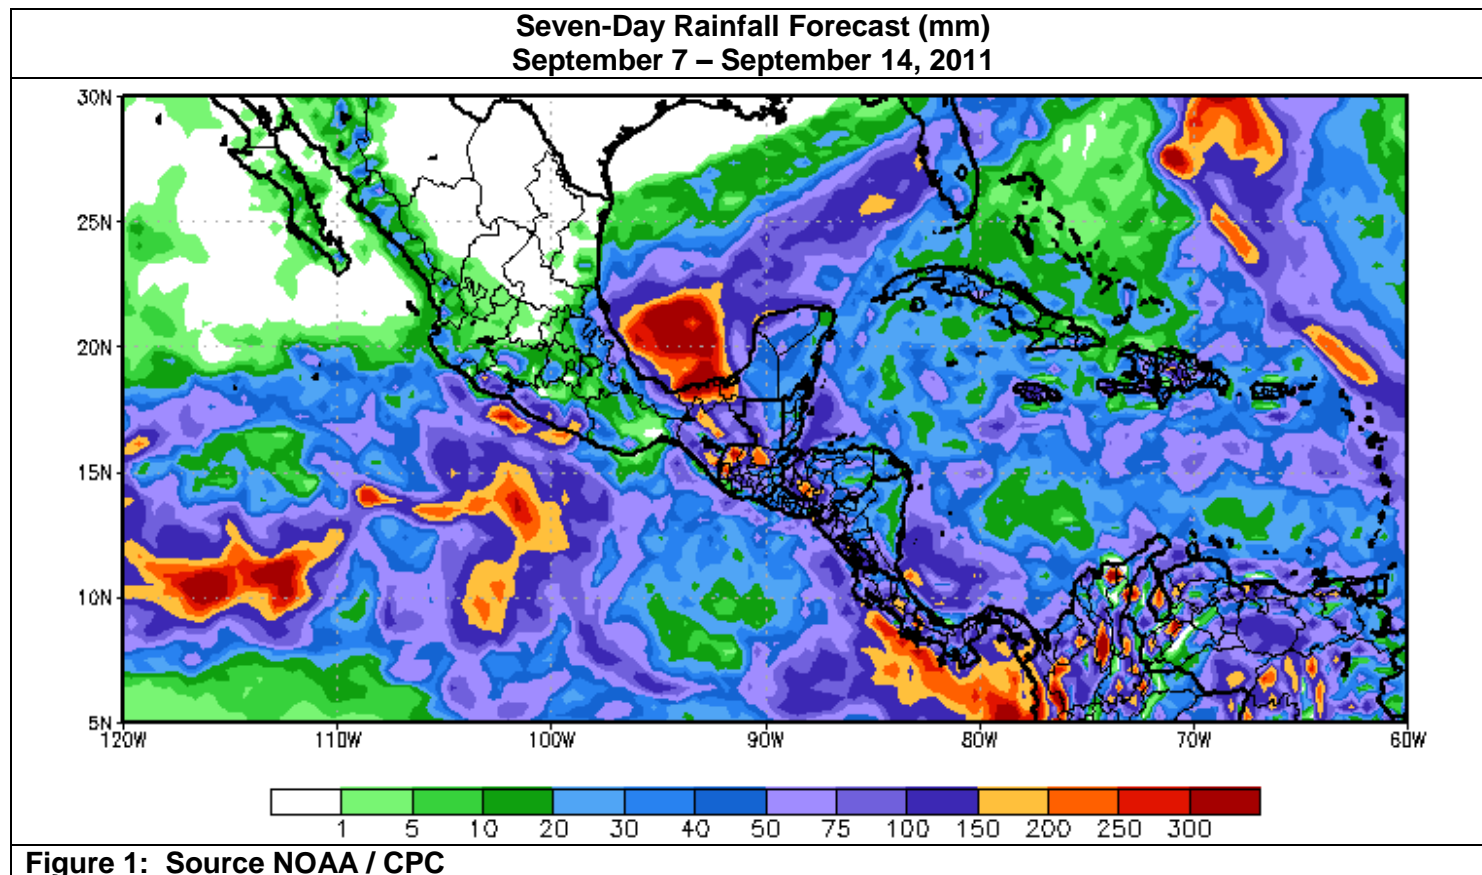 Seven-Day Rainfall Forecast (mm)
September 7 – September 14, 2011
30N
25N
20N
15N
10N
5N
120W 110W 100W 90W 80W 70W 60W
1 5 10 20 30 40 50 75 100 150 200 250 300
Figure 1: Source NOAA / CPC